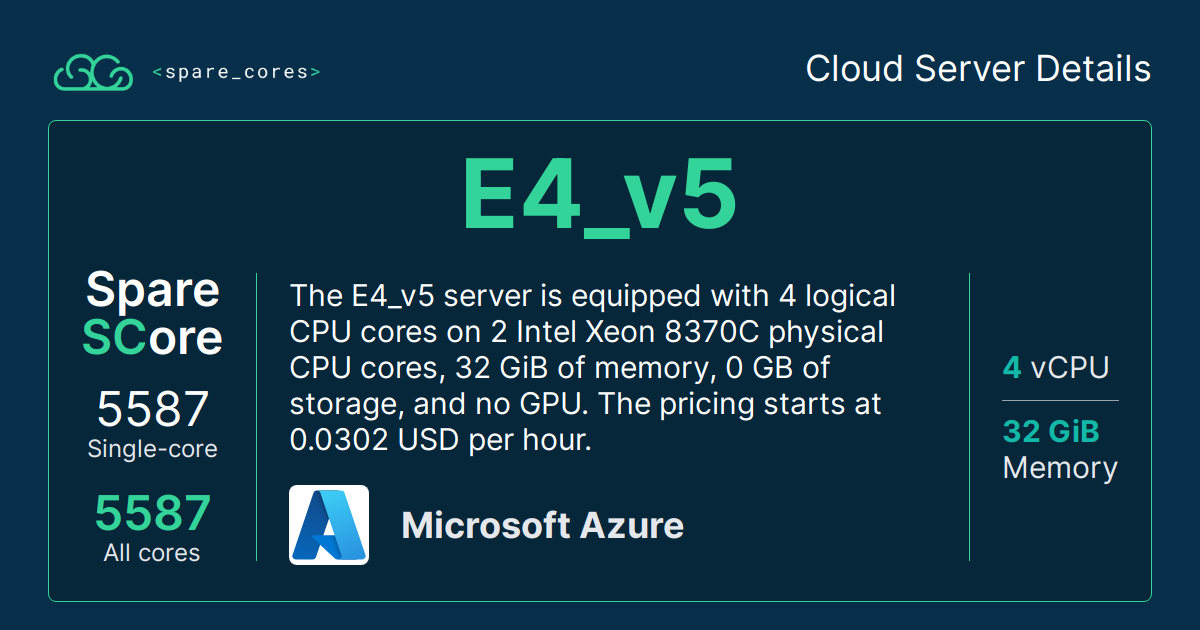 <spare_cores>
Cloud Server Details
E4_v5
Spare
SCore
5587
Single-core
5587
All cores
The E4_v5 server is equipped with 4 logical
CPU cores on 2 Intel Xeon 8370C physical
CPU cores, 32 GiB of memory, 0 GB of
storage, and no GPU. The pricing starts at
0.0302 USD per hour.
Microsoft Azure
4 vCPU
32 GiB
Memory